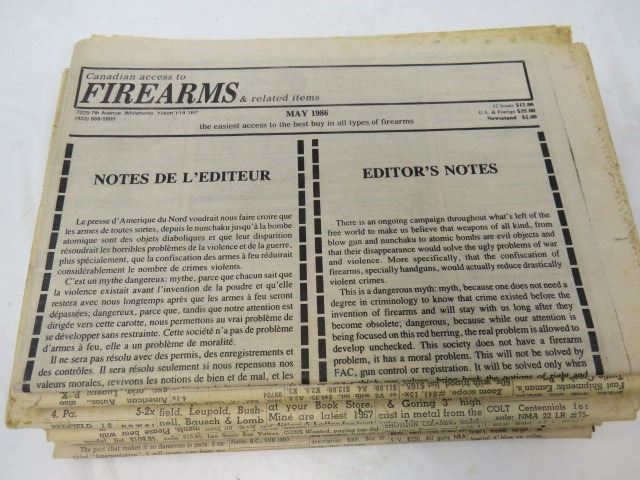 Canadian access to
FIREARMS & related items
7225-7th Avenue, Whitehorse, Yukon Y1A 1R7
(403) 668-5809
MAY 1986
the easiest access to the best buy in all types of firearms
12 Issues $15.00
U.S. & Foreign $35.00
Newsstand $2.00
NOTES DE L'EDITEUR
Le presse d'Amerique du Nord voudrait nous faire croire que
les armes de toutes sortes, depuis le nunchaku jusqu'à la bombe
atomique sont des objets diaboliques et que leur disparition
résoudrait les horribles problèmes de la violence et de la guerre,
plus spécialement, que la confiscation des armes à feu réduirait
considérablement le nombre de crimes violents.
C'est un mythe dangereux: mythe, parce que chacun sait que
la violence existait avant l'invention de la poudre et qu'elle
restera avec nous longtemps après que les armes à feu seront
dépassées; dangereux, parce que, tandis que notre attention est
dirigée vers cette carotte, nous permettons au vrai problème de
se développer sans restrainte. Cette société n'a pas de problème
d'armes à feu, elle a un problème de moralité.
Il ne sera pas résolu avec des permis, des enregistrements et
des contrôles. Il sera résolu seulement si nous repensons nos
valeurs morales, revivons les notions de bien et de mal, et les
EDITOR'S NOTES
There is an ongoing campaign throughout what's left of the
free world to make us believe that weapons of all kind, from
blow gun and nunchaku to atomic bombs are evil objects and
that their disappearance would solve the ugly problems of war
and violence. More specifically, that the confiscation of
firearms, specially handguns, would actually reduce drastically
violent crimes.
This is a dangerous myth: myth, because one does not need a
degree in criminology to know that crime existed before the
invention of firearms and will stay with us long after they
become obsolete; dangerous, because while our attention is
being focused on this red herring, the real problem is allowed to
develop unchecked. This society does not have a firearm
problem, it has a moral problem. This will not be solved by
FAC, gun control or registration. It will be solved only when
4. Pa.
5-2x field. Leupold, Bush-
nell, Bausch & Lomb
at your Book Store. & Goring 3" high
Mine are latest 1967 cast in metal from the
COLT Centennials
NMA 22 LR